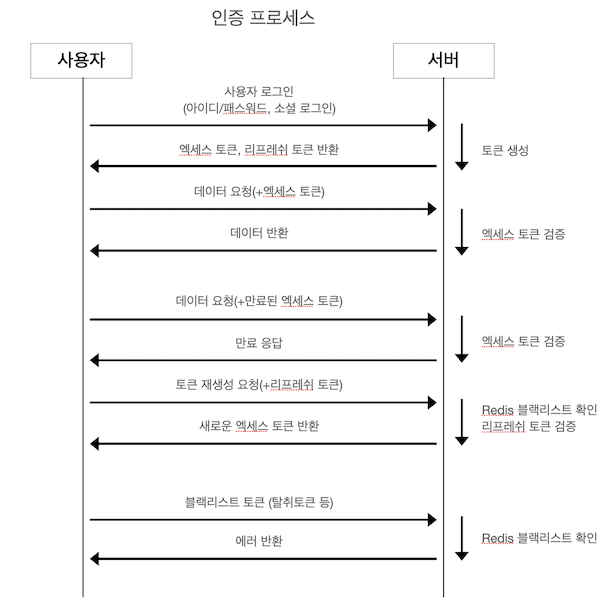 인증 프로세스
사용자
서버
사용자 로그인
(아이디/패스워드, 소셜 로그인)
엑세스 토큰, 리프레쉬 토큰 반환
토큰 생성
데이터 요청(+엑세스 토큰)
데이터 반환
엑세스 토큰 검증
데이터 요청(+만료된 엑세스 토큰)
만료 응답
엑세스 토큰 검증
토큰 재생성 요청(+리프레쉬 토큰)
새로운 엑세스 토큰 반환
Redis 블랙리스트 확인
리프레쉬 토큰 검증
블랙리스트 토큰 (탈취토큰 등)
에러 반환
Redis 블랙리스트 확인